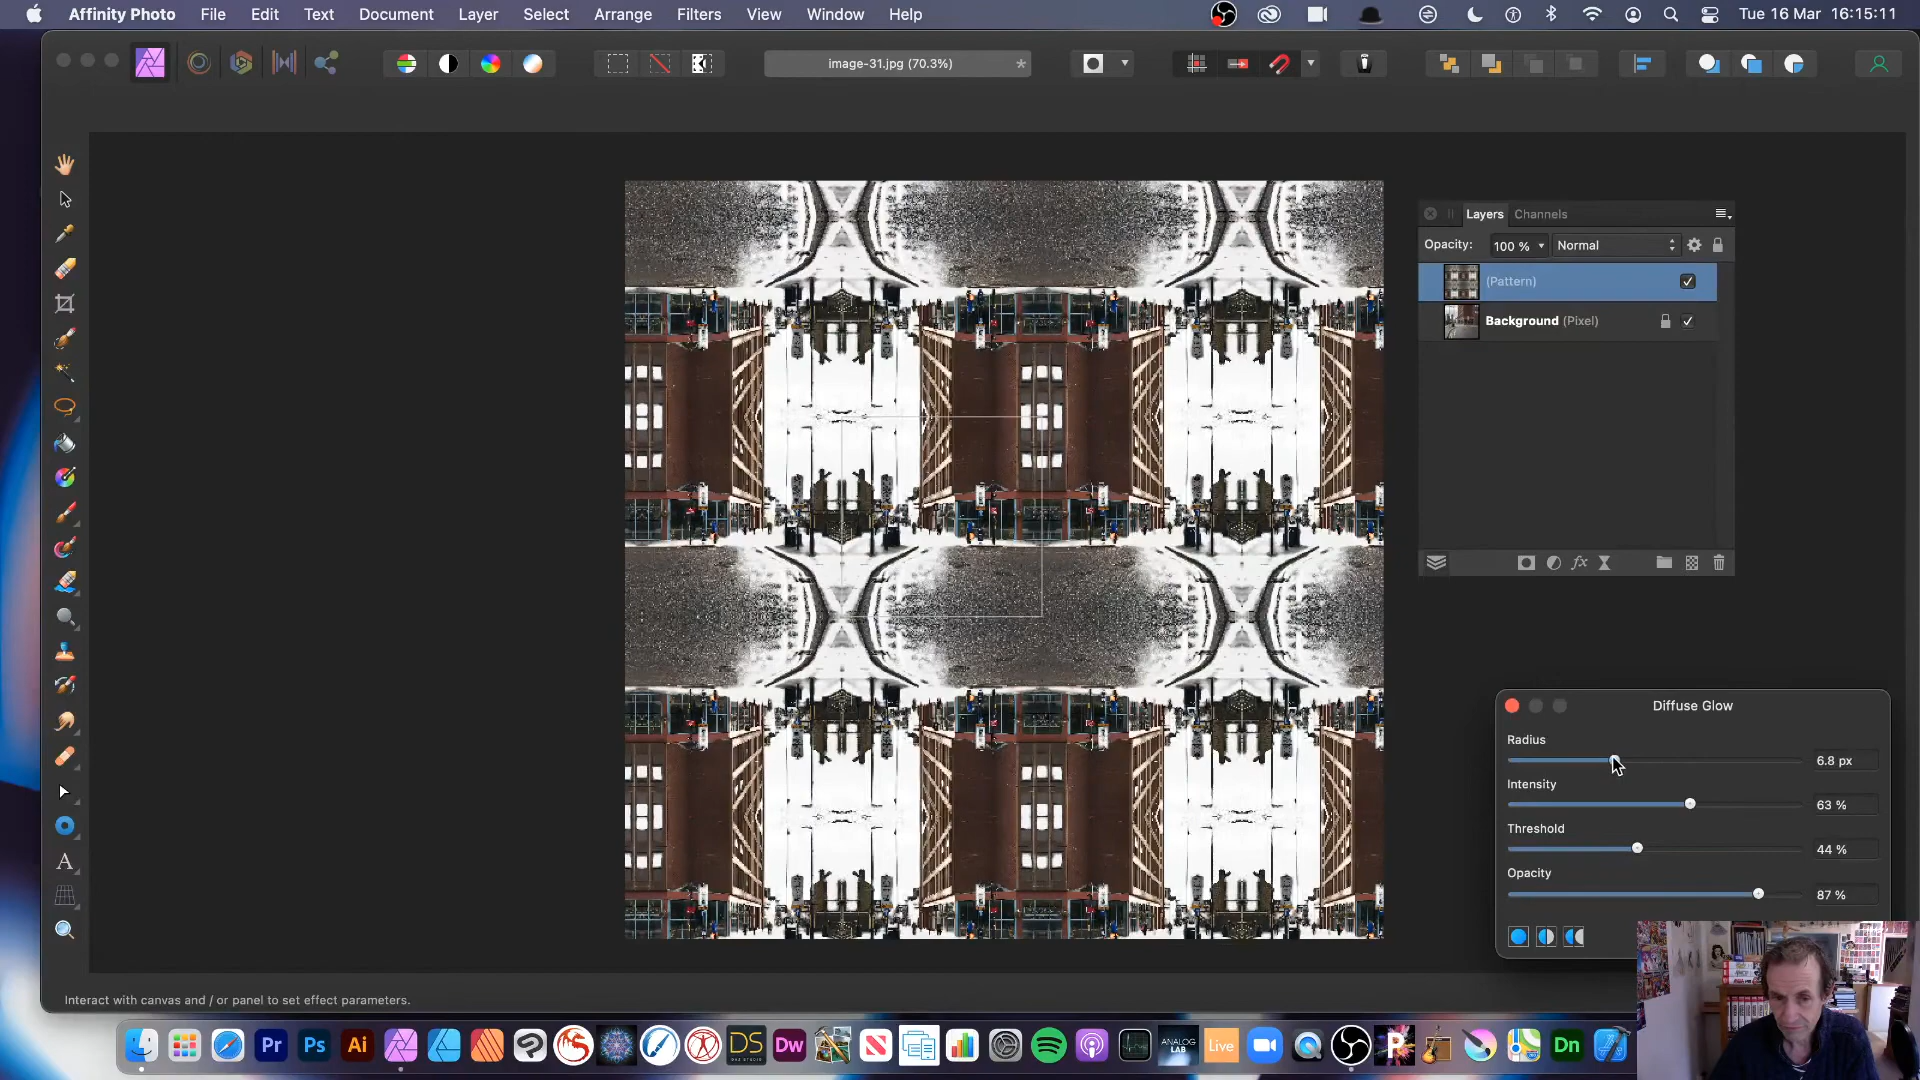 Affinity Photo File Edit Text Document Layer Select Arrange Filters View Window Help Tue 16 Mar 16:15:11
image-31.jpg (70.3%) *
Layers Channels
Opacity: 100 % Normal
(Pattern)
Background (Pixel)
Diffuse Glow
Radius
6.8 px
Intensity
63 %
Threshold
44 %
Opacity
87 %
A
Interact with canvas and / or panel to set effect parameters.
Pr Ps Ai DS Dw ANALOG LAB Live P Dn